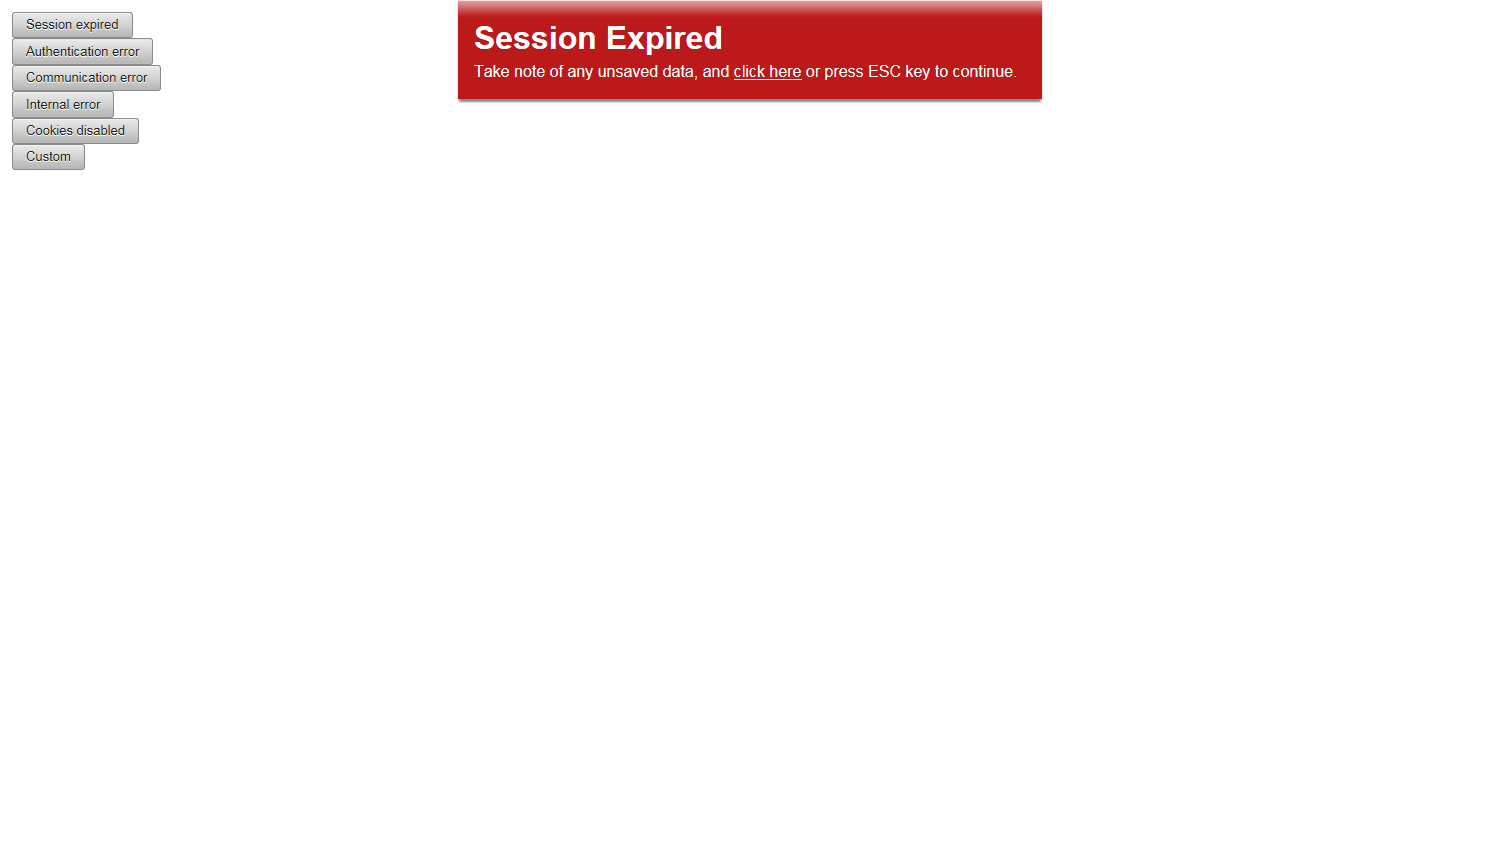 Session expired
Authentication error
Communication error
Internal error
Cookies disabled
Custom
Session Expired
Take note of any unsaved data, and click here or press ESC key to continue.